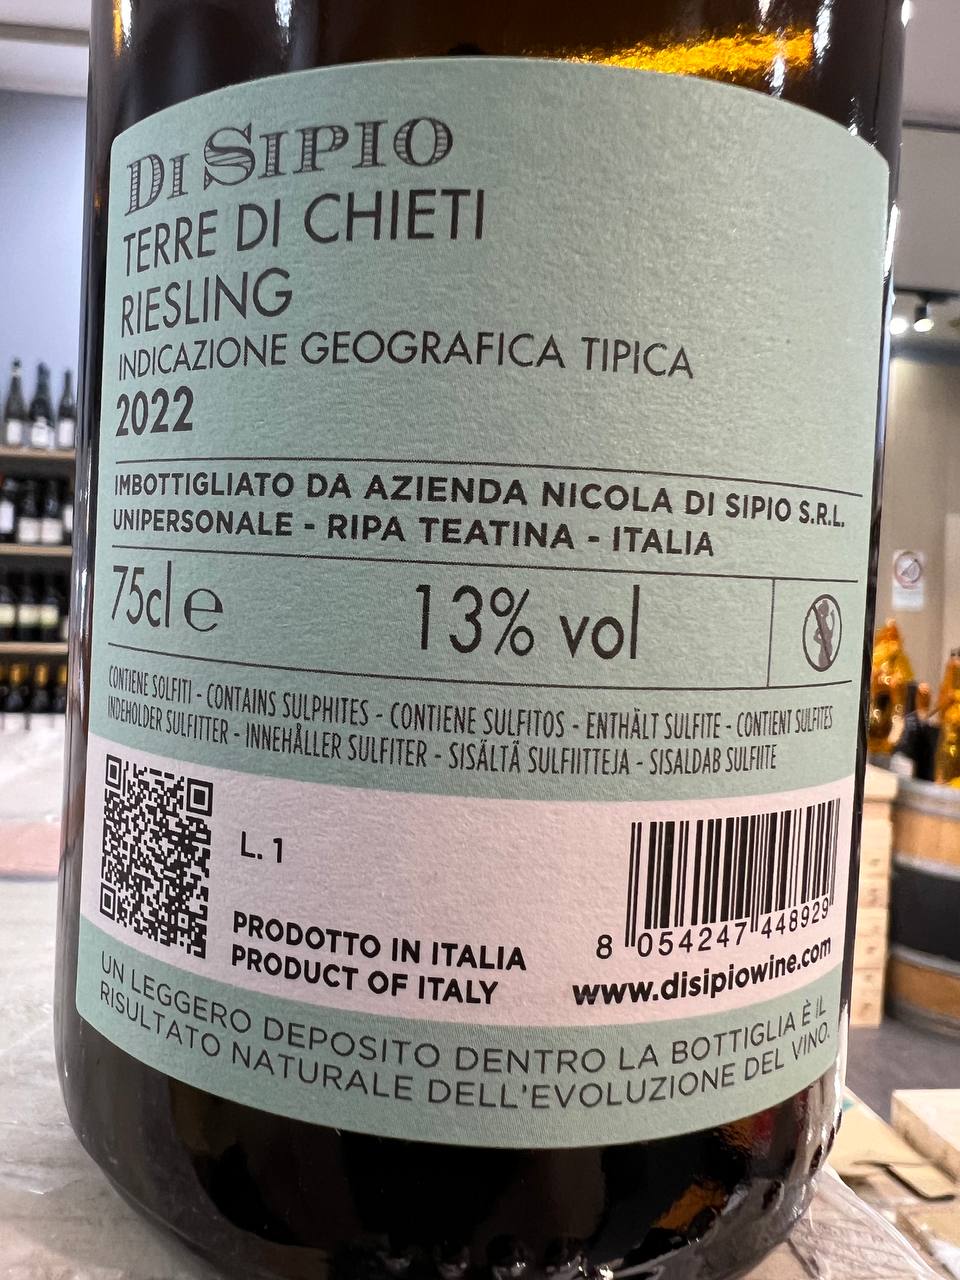 DI SIPIO
TERRE DI CHIETI
RIESLING
INDICAZIONE GEOGRAFICA TIPICA
2022
IMBOTTIGLIATO DA AZIENDA NICOLA DI SIPIO S.R.L.
UNIPERSONALE - RIPA TEATINA - ITALIA
75cl e 13% vol
CONTIENE SOLFITI - CONTAINS SULPHITES - CONTIENE SULFITOS - ENTHÄLT SULFITE - CONTIENT SULFITES
INDEHOLDER SULFITTER - INNEHÅLLER SULFITER - SISÄLTÄ SULFIITTEJA - SISALDAB SULFIITE
L. 1
PRODOTTO IN ITALIA
PRODUCT OF ITALY
8 054247 448929
www.disipiowine.com
UN LEGGERO DEPOSITO DENTRO LA BOTTIGLIA È IL
RISULTATO NATURALE DELL'EVOLUZIONE DEL VINO.